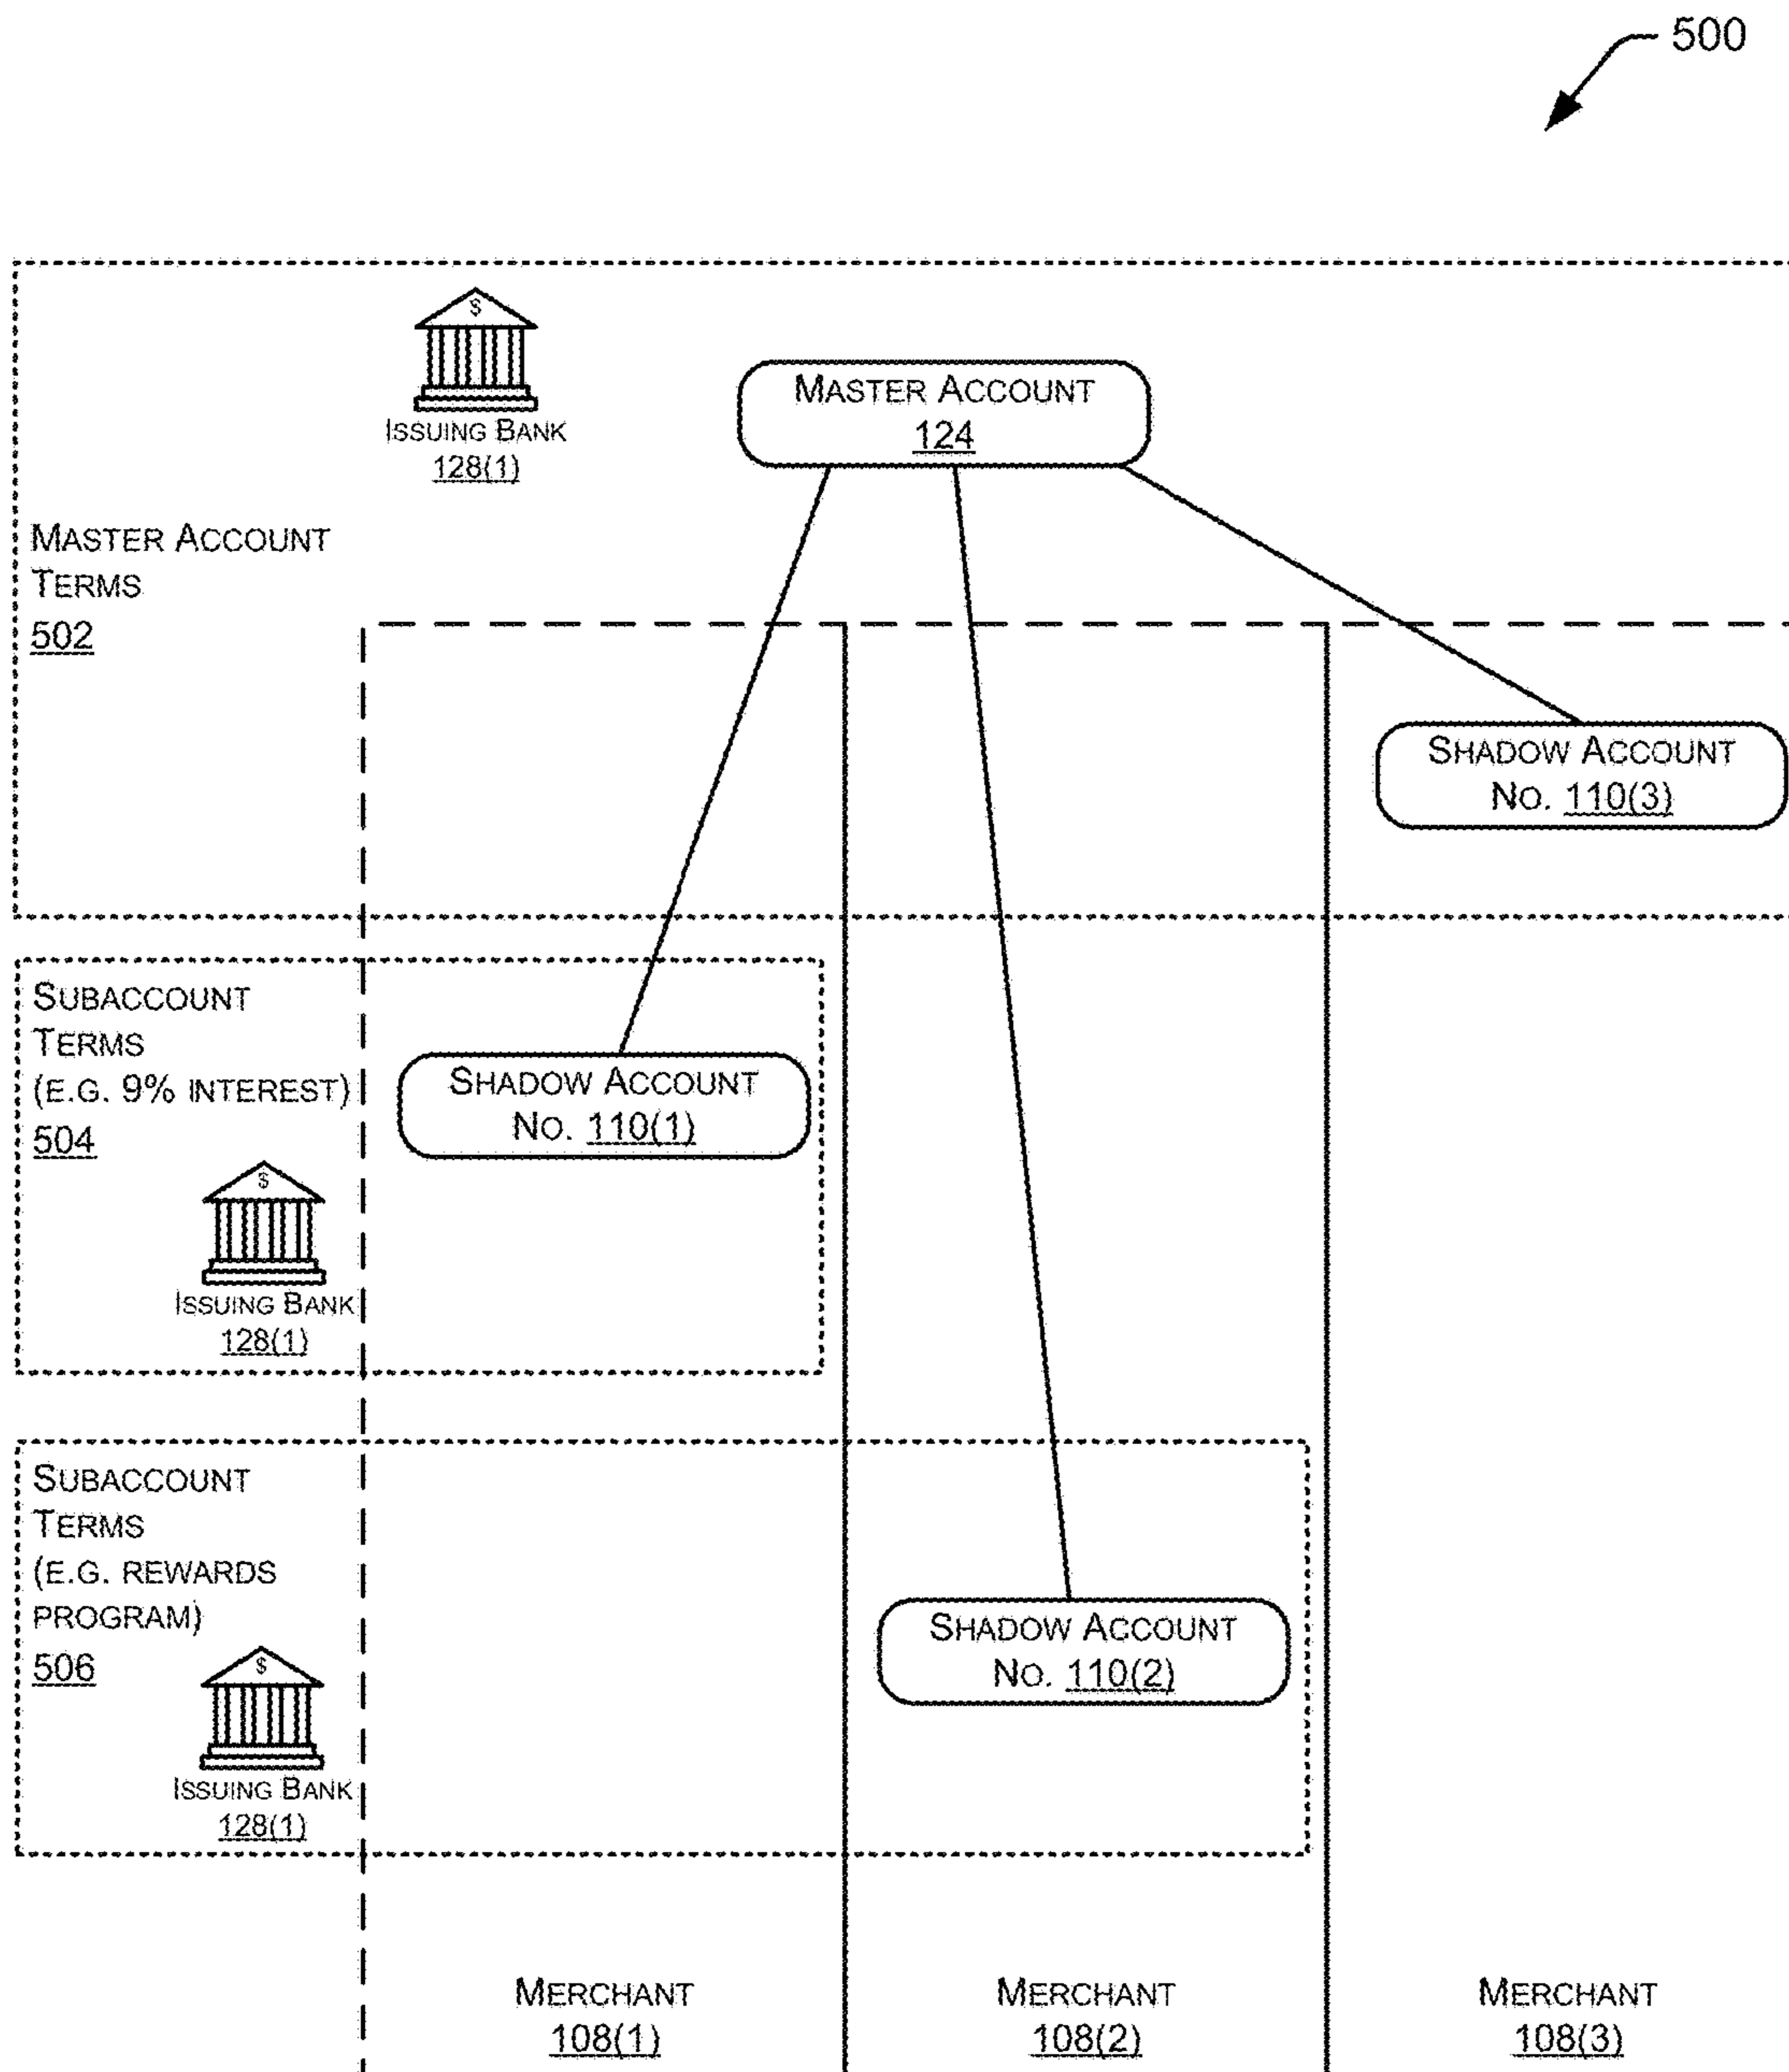 500
$
ISSUING BANK
128(1)
MASTER ACCOUNT
124
MASTER ACCOUNT
TERMS
502
SHADOW ACCOUNT
NO. 110(3)
SUBACCOUNT
TERMS
(E.G. 9% INTEREST)
504
SHADOW ACCOUNT
NO. 110(1)
$
ISSUING BANK
128(1)
SUBACCOUNT
TERMS
(E.G. REWARDS
PROGRAM)
506
SHADOW ACCOUNT
NO. 110(2)
$
ISSUING BANK
128(1)
MERCHANT
108(1)
MERCHANT
108(2)
MERCHANT
108(3)